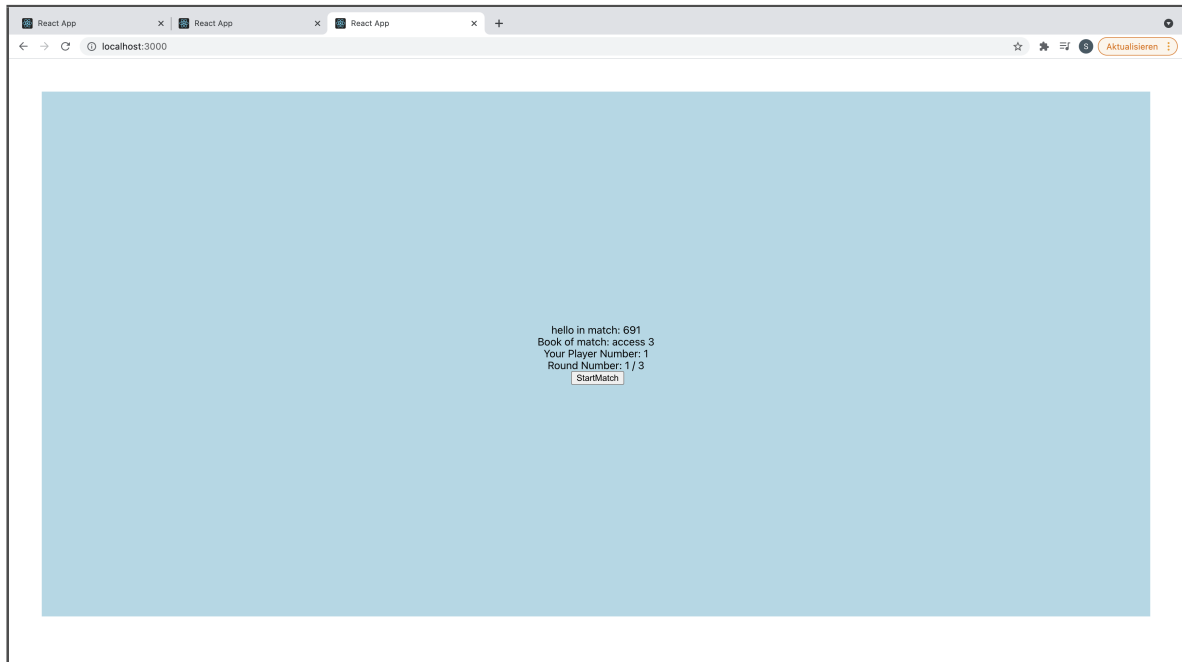 React App
React App
React App
localhost:3000
S
Aktualisieren
hello in match: 691
Book of match: access 3
Your Player Number: 1
Round Number: 1 / 3
StartMatch